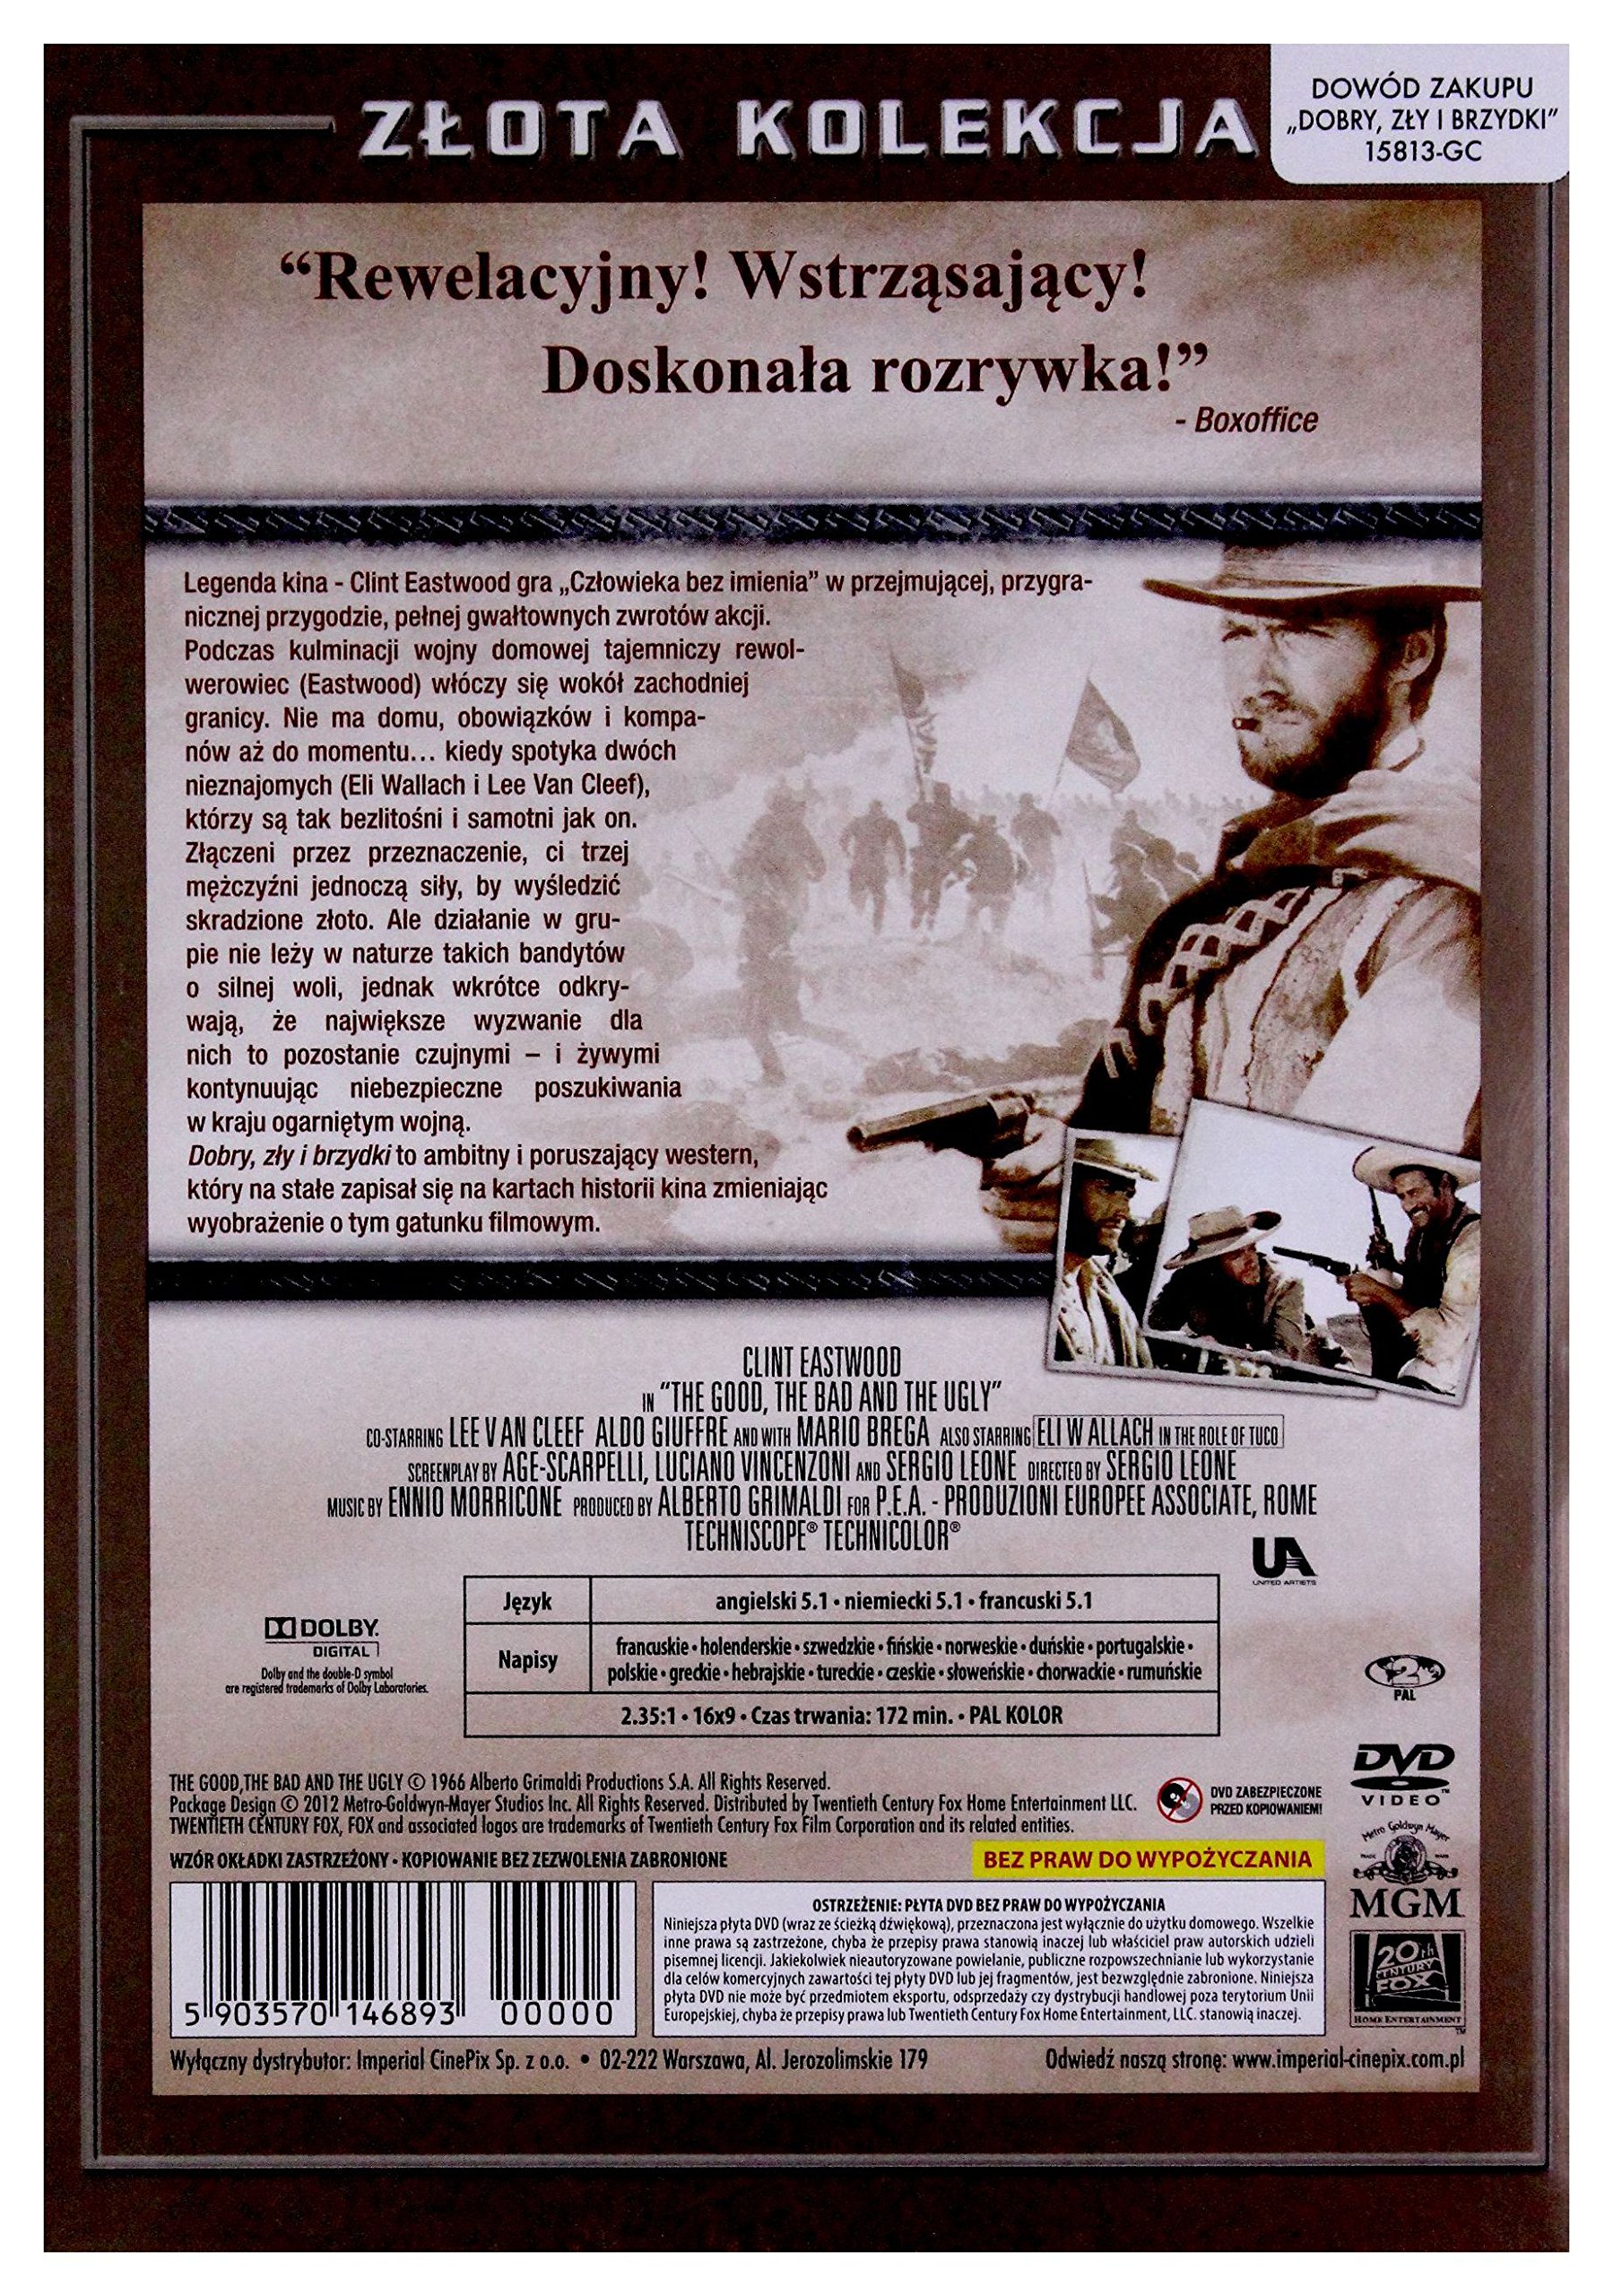 ZŁOTA KOLEKCJA
DOWÓD ZAKUPU
„DOBRY, ZŁY I BRZYDKI”
15813-GC
“Rewelacyjny! Wstrząsający!
Doskonała rozrywka!”
- Boxoffice
Legenda kina - Clint Eastwood gra „Człowieka bez imienia” w przejmującej, przygra-
nicznej przygodzie, pełnej gwałtownych zwrotów akcji.
Podczas kulminacji wojny domowej tajemniczy rewol-
werowiec (Eastwood) włóczy się wokół zachodniej
granicy. Nie ma domu, obowiązków i kompa-
nów aż do momentu... kiedy spotyka dwóch
nieznajomych (Eli Wallach i Lee Van Cleef),
którzy są tak bezlitośni i samotni jak on.
Złączeni przez przeznaczenie, ci trzej
mężczyźni jednoczą siły, by wyśledzić
skradzione złoto. Ale działanie w gru-
pie nie leży w naturze takich bandytów
o silnej woli, jednak wkrótce odkry-
wają, że największe wyzwanie dla
nich to pozostanie czujnymi – i żywymi
kontynuując niebezpieczne poszukiwania
w kraju ogarniętym wojną.
Dobry, zły i brzydki to ambitny i poruszający western,
który na stałe zapisał się na kartach historii kina zmieniając
wyobrażenie o tym gatunku filmowym.
CLINT EASTWOOD
IN “THE GOOD, THE BAD AND THE UGLY”
CO-STARRING LEE VAN CLEEF ALDO GIUFFRE AND WITH MARIO BREGA ALSO STARRING ELI WALLACH IN THE ROLE OF TUCO
SCREENPLAY BY AGE-SCARPELLI, LUCIANO VINCENZONI AND SERGIO LEONE DIRECTED BY SERGIO LEONE
MUSIC BY ENNIO MORRICONE PRODUCED BY ALBERTO GRIMALDI FOR P.E.A. - PRODUZIONI EUROPEE ASSOCIATE, ROME
TECHNISCOPE® TECHNICOLOR®
UA
UNITED ARTISTS
DOLBY.
DIGITAL
Dolby and the double-D symbol
are registered trademarks of Dolby Laboratories.
Język angielski 5.1 • niemiecki 5.1 • francuski 5.1
Napisy francuskie • holenderskie • szwedzkie • fińskie • norweskie • duńskie • portugalskie •
polskie • greckie • hebrajskie • tureckie • czeskie • słoweńskie • chorwackie • rumuńskie
2.35:1 • 16x9 • Czas trwania: 172 min. • PAL KOLOR
2
PAL
THE GOOD,THE BAD AND THE UGLY © 1966 Alberto Grimaldi Productions S.A. All Rights Reserved.
Package Design © 2012 Metro-Goldwyn-Mayer Studios Inc. All Rights Reserved. Distributed by Twentieth Century Fox Home Entertainment LLC.
TWENTIETH CENTURY FOX, FOX and associated logos are trademarks of Twentieth Century Fox Film Corporation and its related entities.
DVD ZABEZPIECZONE
PRZED KOPIOWANIEM!
DVD
VIDEO™
WZÓR OKŁADKI ZASTRZEŻONY • KOPIOWANIE BEZ ZEZWOLENIA ZABRONIONE
BEZ PRAW DO WYPOŻYCZANIA
Metro Goldwyn Mayer
TRADE MARK
MGM
OSTRZEŻENIE: PŁYTA DVD BEZ PRAW DO WYPOŻYCZANIA
Niniejsza płyta DVD (wraz ze ścieżką dźwiękową), przeznaczona jest wyłącznie do użytku domowego. Wszelkie
inne prawa są zastrzeżone, chyba że przepisy prawa stanowią inaczej lub właściciel praw autorskich udzieli
pisemnej licencji. Jakiekolwiek nieautoryzowane powielanie, publiczne rozpowszechnianie lub wykorzystanie
dla celów komercyjnych zawartości tej płyty DVD lub jej fragmentów, jest bezwzględnie zabronione. Niniejsza
płyta DVD nie może być przedmiotem eksportu, odsprzedaży czy dystrybucji handlowej poza terytorium Unii
Europejskiej, chyba że przepisy prawa lub Twentieth Century Fox Home Entertainment, LLC. stanowią inaczej.
20th
CENTURY
FOX
HOME ENTERTAINMENT
™
5 903570 146893 00000
Wyłączny dystrybutor: Imperial CinePix Sp. z o.o. • 02-222 Warszawa, Al. Jerozolimskie 179
Odwiedź naszą stronę: www.imperial-cinepix.com.pl